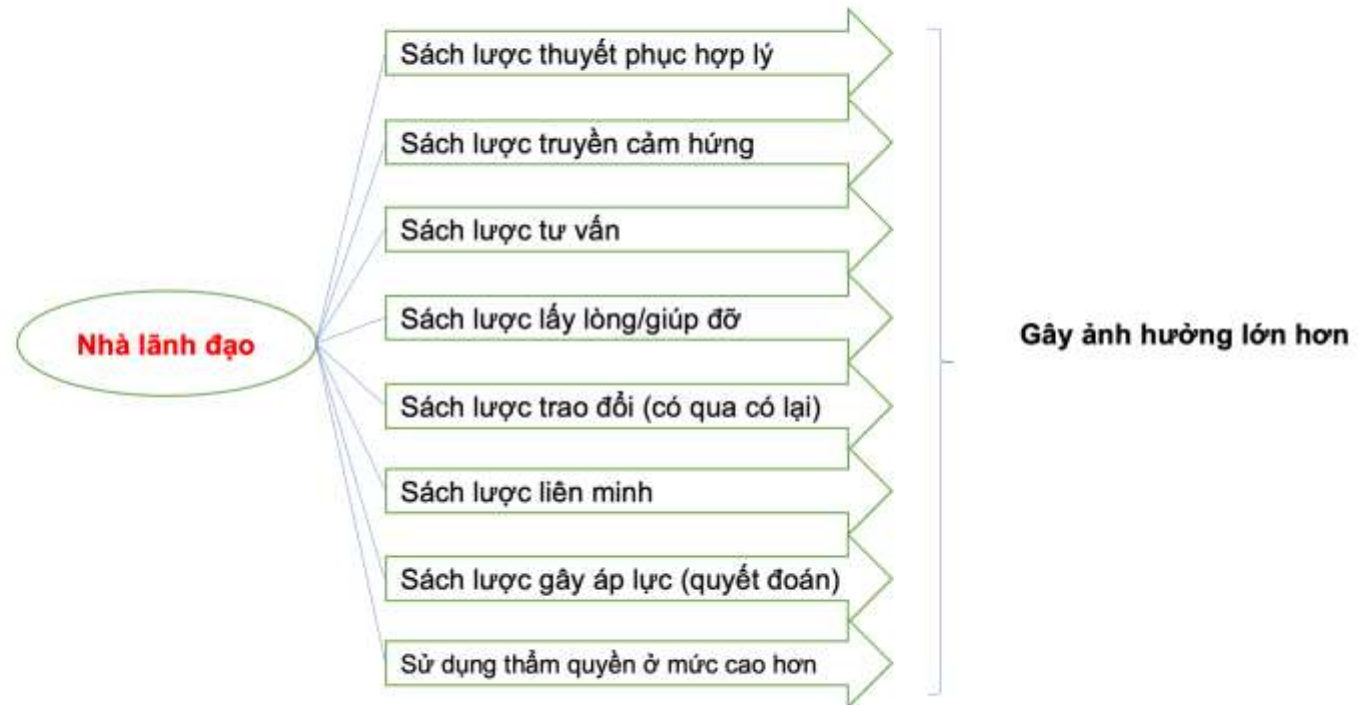 Sách lược thuyết phục hợp lý
Sách lược truyền cảm hứng
Sách lược tư vấn
Sách lược lấy lòng/giúp đỡ
Nhà lãnh đạo
Gây ảnh hưởng lớn hơn
Sách lược trao đổi (có qua có lại)
Sách lược liên minh
Sách lược gây áp lực (quyết đoán)
Sử dụng thẩm quyền ở mức cao hơn